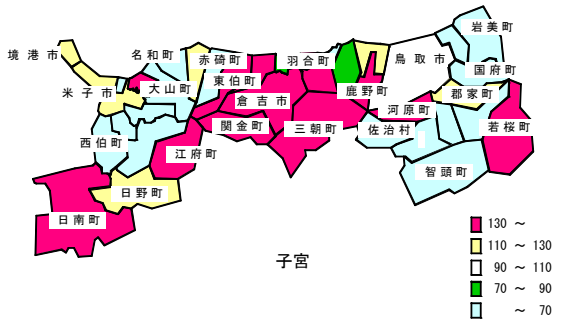 岩美町
境港市
名和町
赤碕町
羽合町
鳥取市
国府町
米子市
大山町
東伯町
鹿野町
郡家町
倉吉市
河原町
関金町
三朝町
佐治村
若桜町
西伯町
江府町
智頭町
日野町
日南町
子宮
130 ～
110 ～ 130
90 ～ 110
70 ～ 90
～ 70